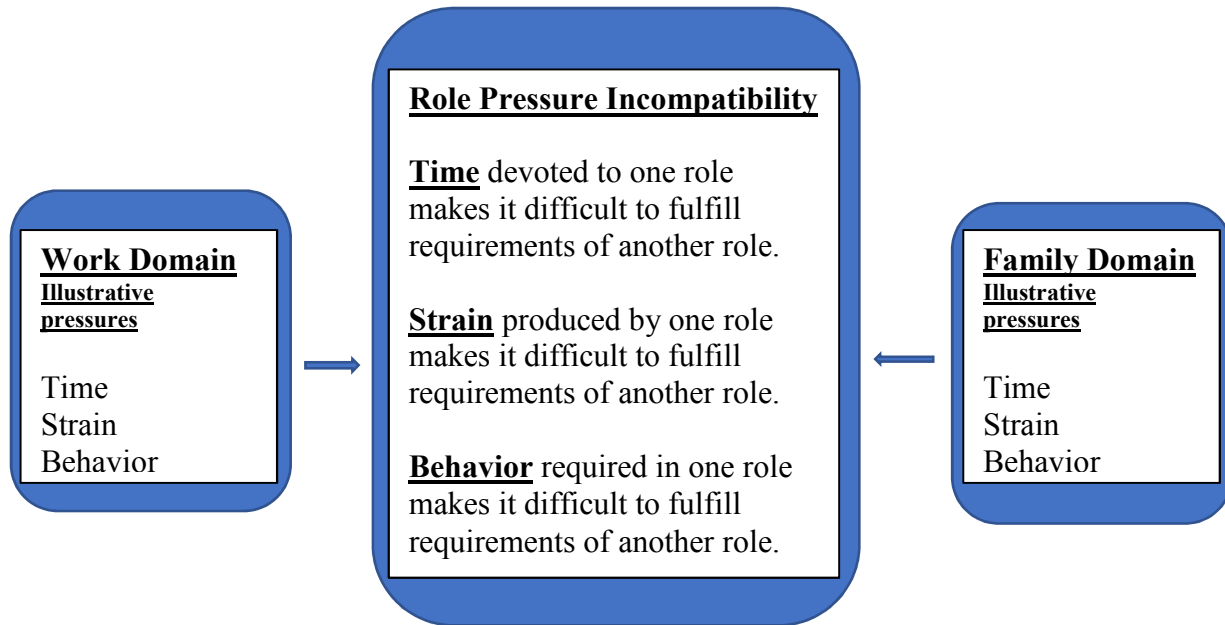 Work Domain
Illustrative
pressures
Time
Strain
Behavior
Role Pressure Incompatibility
Time devoted to one role
makes it difficult to fulfill
requirements of another role.
Strain produced by one role
makes it difficult to fulfill
requirements of another role.
Behavior required in one role
makes it difficult to fulfill
requirements of another role.
Family Domain
Illustrative
pressures
Time
Strain
Behavior